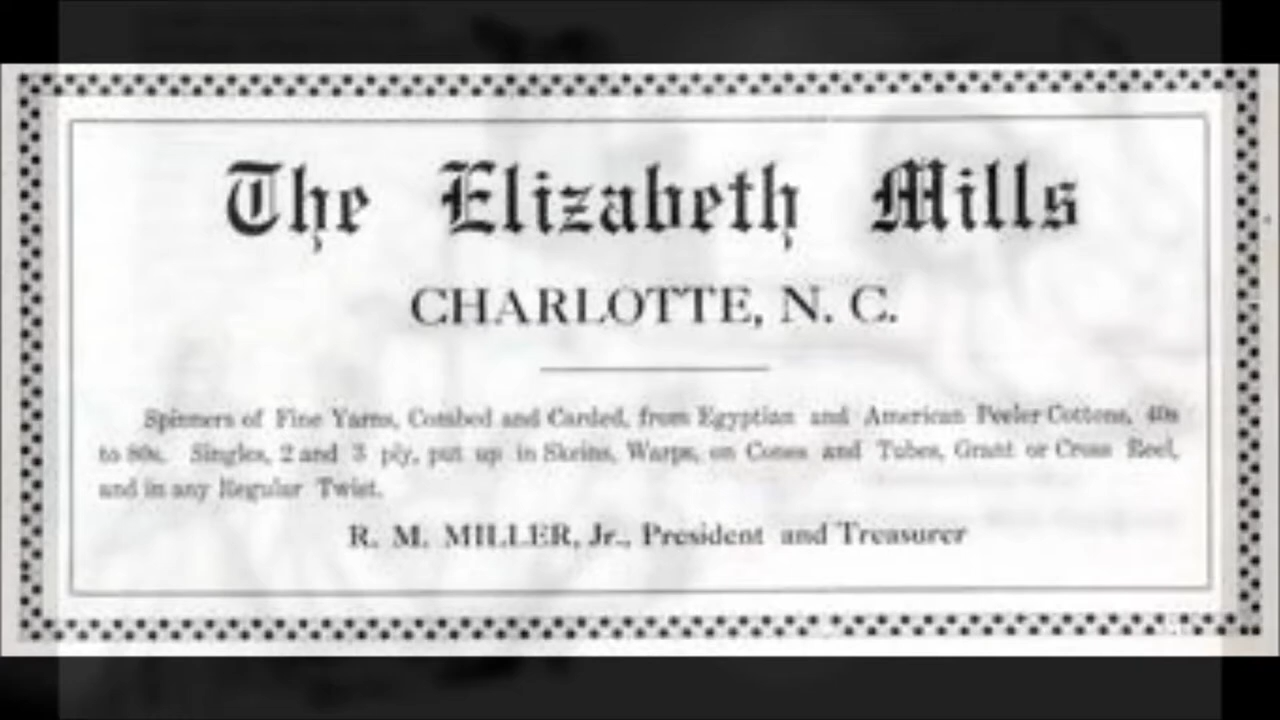 The Elizabeth Mills
CHARLOTTE, N. C.
Spinners of Fine Yarns, Combed and Carded, from Egyptian and American Peeler Cottons, 40s
to 80s. Singles, 2 and 3 ply, put up in Skeins, Warps, on Cones and Tubes, Grant or Cross Reel,
and in any Regular Twist.
R. M. MILLER, Jr., President and Treasurer